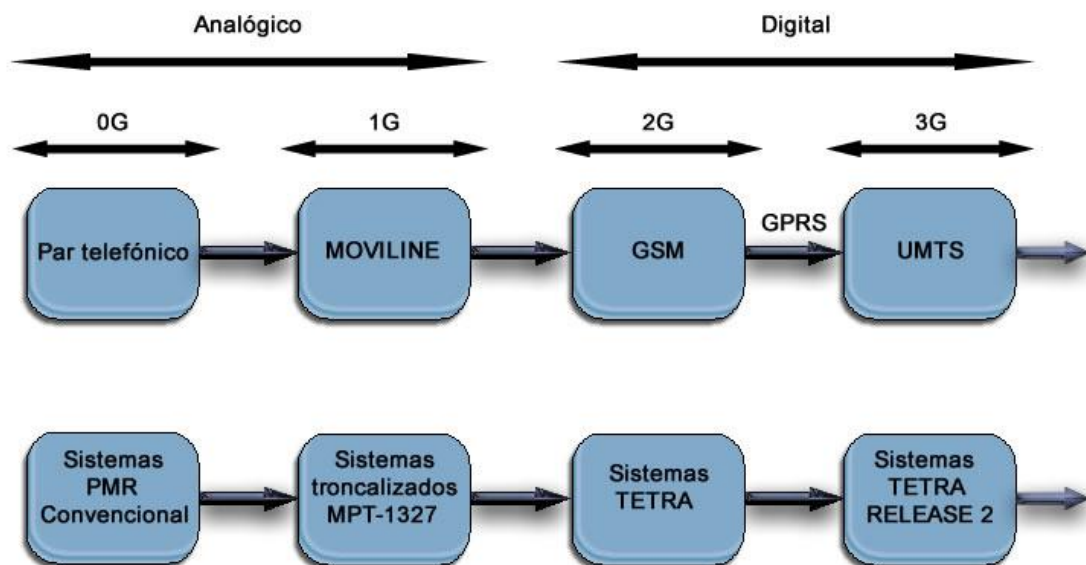 Analógico
Digital
0G
1G
2G
3G
Par telefónico
MOVILINE
GSM
GPRS
UMTS
Sistemas
PMR
Convencional
Sistemas
troncalizados
MPT-1327
Sistemas
TETRA
Sistemas
TETRA
RELEASE 2